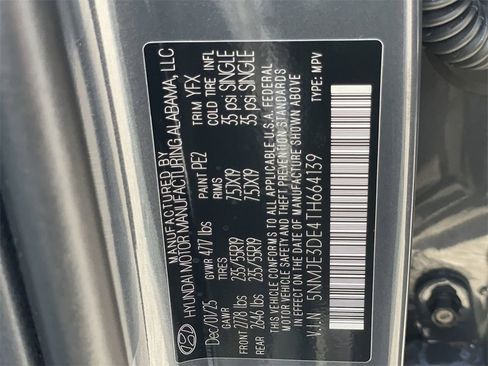 MANUFACTURED BY
HYUNDAI MOTOR MANUFACTURING ALABAMA, LLC
Dec/01/25 GVWR 4717 lbs PAINT PE2 TRIM YFX
GAWR TIRES RIMS COLD TIRE INFL
FRONT 2778 lbs 235/55R19 7.5JX19 35 psi SINGLE
REAR 2646 lbs 235/55R19 7.5JX19 35 psi SINGLE
THIS VEHICLE CONFORMS TO ALL APPLICABLE U.S.A. FEDERAL
MOTOR VEHICLE SAFETY AND THEFT PREVENTION STANDARDS
IN EFFECT ON THE DATE OF MANUFACTURE SHOWN ABOVE
V.I.N. 5NMJE3DE4TH664139 TYPE: MPV